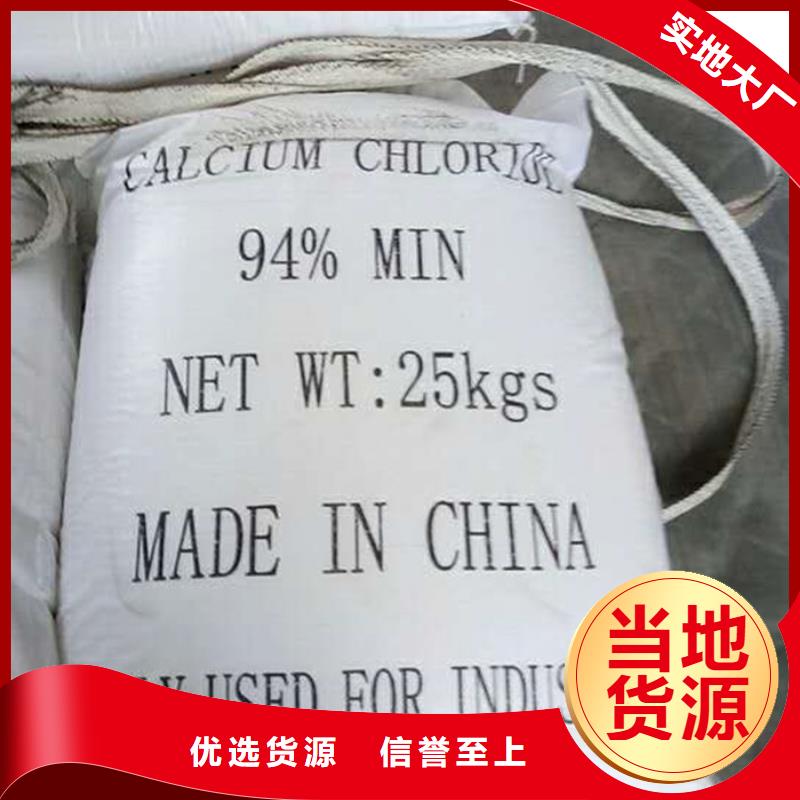 实地大厂
CALCIUM CHLORIDE
94% MIN
NET WT:25kgs
MADE IN CHINA
USED FOR
当地
货源
优选货源 信誉至上